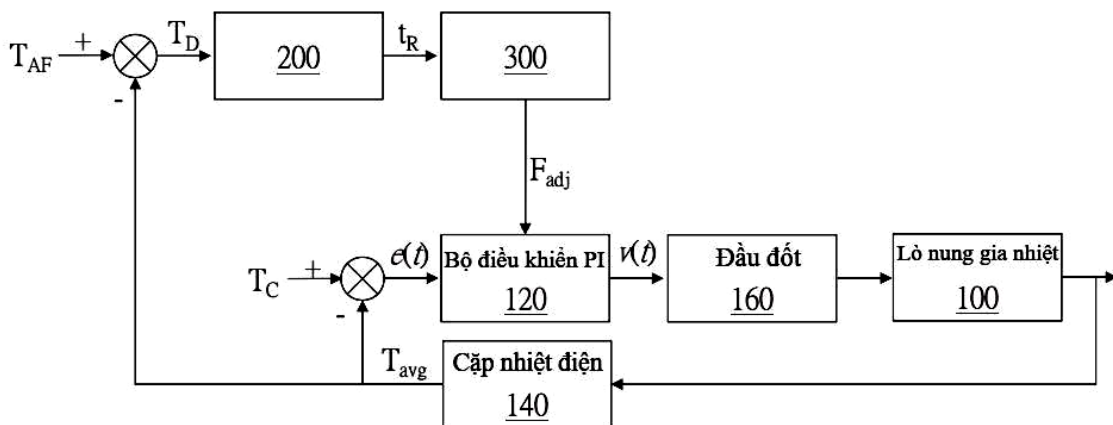 T_AF
+
-
T_D
200
t_R
300
F_adj
T_C
+
-
e(t)
Bộ điều khiển PI
120
v(t)
Đầu đốt
160
Lò nung gia nhiệt
100
T_avg
Cặp nhiệt điện
140